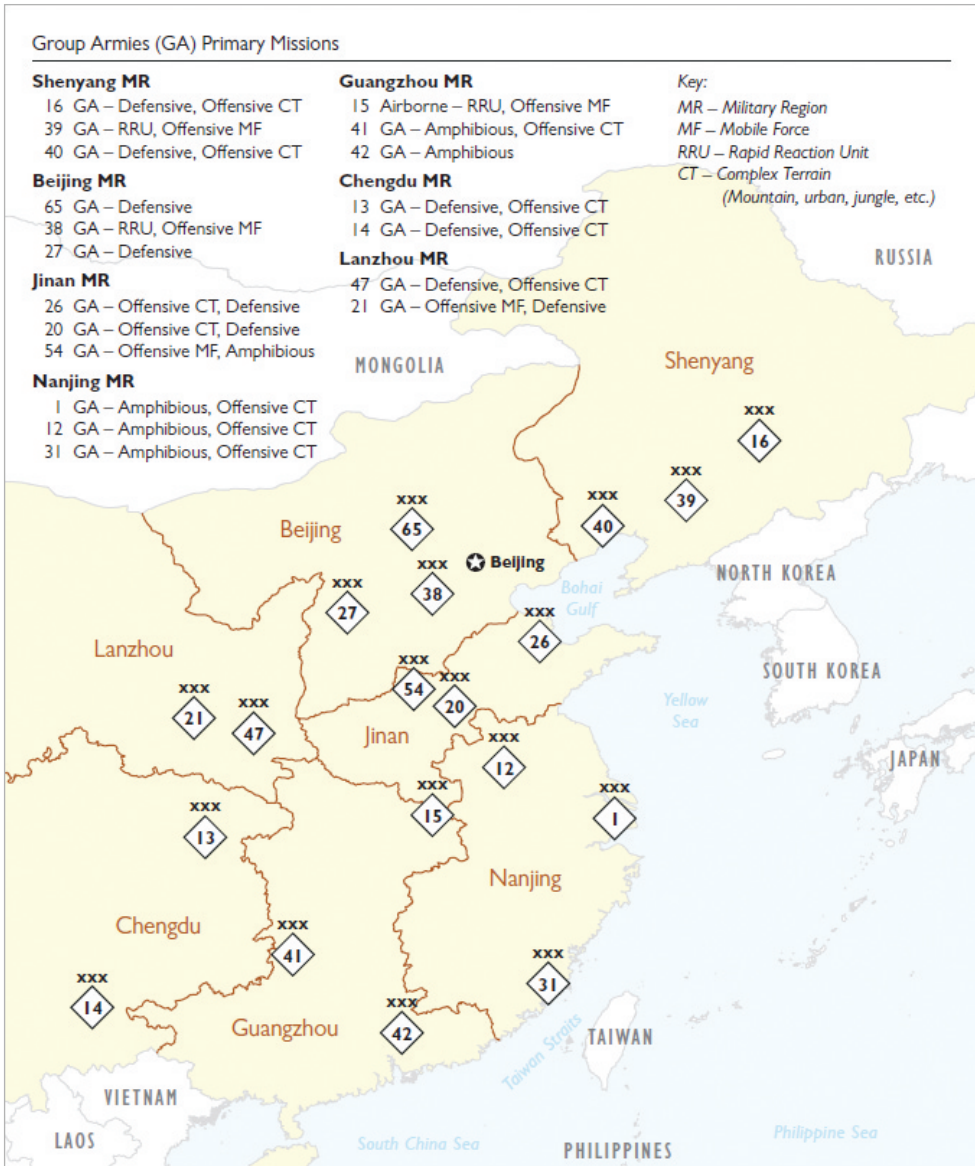 Group Armies (GA) Primary Missions
Shenyang MR
16 GA – Defensive, Offensive CT
39 GA – RRU, Offensive MF
40 GA – Defensive, Offensive CT
Beijing MR
65 GA – Defensive
38 GA – RRU, Offensive MF
27 GA – Defensive
Jinan MR
26 GA – Offensive CT, Defensive
20 GA – Offensive CT, Defensive
54 GA – Offensive MF, Amphibious
Nanjing MR
1 GA – Amphibious, Offensive CT
12 GA – Amphibious, Offensive CT
31 GA – Amphibious, Offensive CT
Guangzhou MR
15 Airborne – RRU, Offensive MF
41 GA – Amphibious, Offensive CT
42 GA – Amphibious
Chengdu MR
13 GA – Defensive, Offensive CT
14 GA – Defensive, Offensive CT
Lanzhou MR
47 GA – Defensive, Offensive CT
21 GA – Offensive MF, Defensive
Key:
MR – Military Region
MF – Mobile Force
RRU – Rapid Reaction Unit
CT – Complex Terrain
(Mountain, urban, jungle, etc.)
RUSSIA
MONGOLIA
Shenyang
xxx
16
xxx
39
xxx
40
Beijing
xxx
65
Beijing
xxx
38
xxx
27
NORTH KOREA
Bohai
Gulf
xxx
26
Lanzhou
SOUTH KOREA
xxx
54
xxx
20
xxx
21
xxx
47
Yellow
Sea
Jinan
JAPAN
xxx
12
xxx
15
xxx
1
xxx
13
Nanjing
Chengdu
xxx
41
xxx
31
xxx
14
Guangzhou
xxx
42
Taiwan Straits
TAIWAN
VIETNAM
LAOS
South China Sea
PHILIPPINES
Philippine Sea